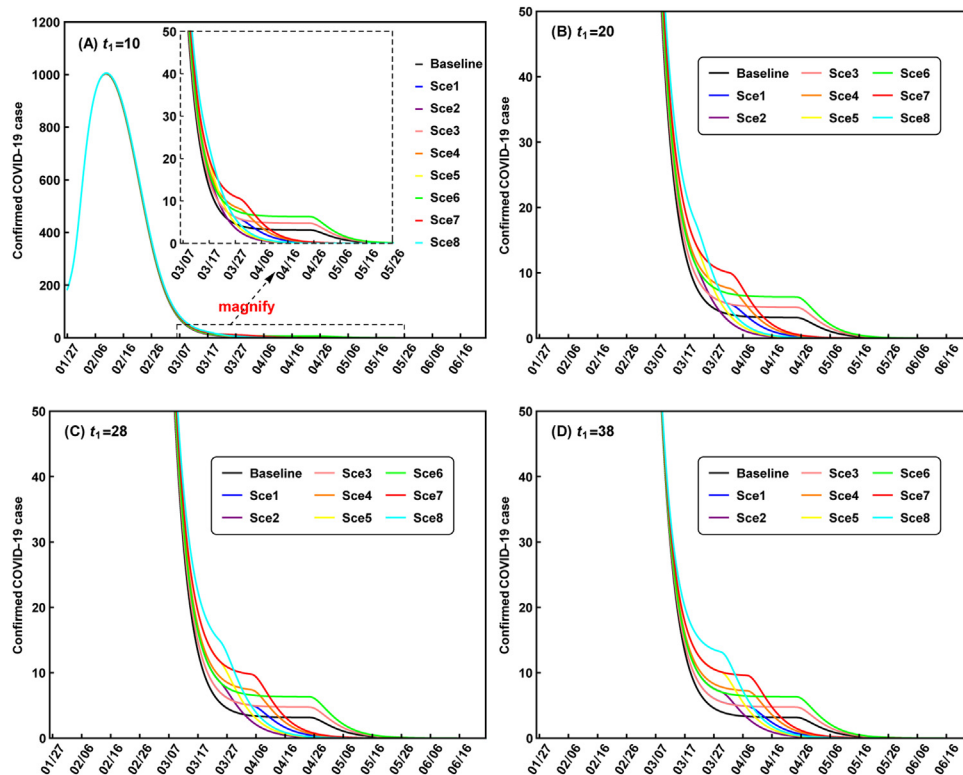 (A) t1=10
Confirmed COVID-19 case
1200
1000
800
600
400
200
0
50
40
30
20
10
0
03/07 03/17 03/27 04/06 04/16 04/26 05/06 05/16 05/26
magnify
Baseline
Sce1
Sce2
Sce3
Sce4
Sce5
Sce6
Sce7
Sce8
01/27 02/06 02/16 02/26 03/07 03/17 03/27 04/06 04/16 04/26 05/06 05/16 05/26 06/06 06/16
(B) t1=20
Confirmed COVID-19 case
50
40
30
20
10
0
Baseline Sce3 Sce6
Sce1 Sce4 Sce7
Sce2 Sce5 Sce8
01/27 02/06 02/16 02/26 03/07 03/17 03/27 04/06 04/16 04/26 05/06 05/16 05/26 06/06 06/16
(C) t1=28
Confirmed COVID-19 case
50
40
30
20
10
0
Baseline Sce3 Sce6
Sce1 Sce4 Sce7
Sce2 Sce5 Sce8
01/27 02/06 02/16 02/26 03/07 03/17 03/27 04/06 04/16 04/26 05/06 05/16 05/26 06/06 06/16
(D) t1=38
Confirmed COVID-19 case
50
40
30
20
10
0
Baseline Sce3 Sce6
Sce1 Sce4 Sce7
Sce2 Sce5 Sce8
01/27 02/06 02/16 02/26 03/07 03/17 03/27 04/06 04/16 04/26 05/06 05/16 05/26 06/06 06/16